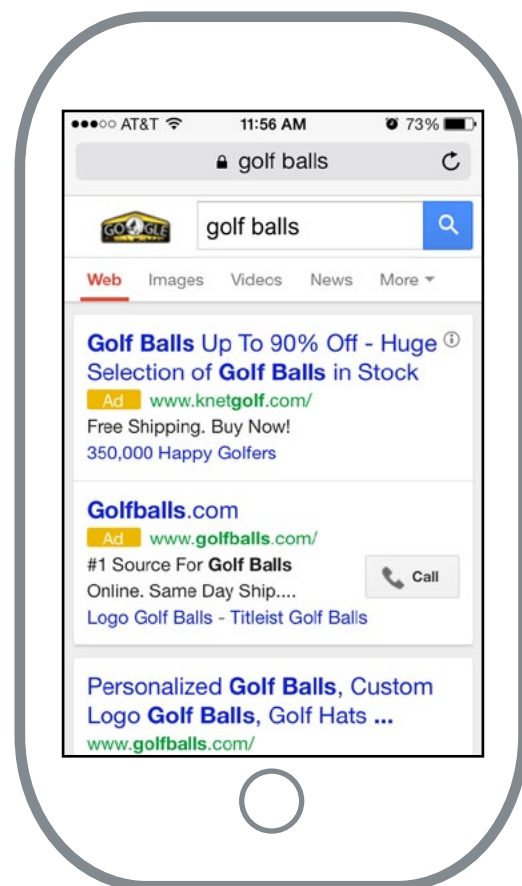 AT&T 11:56 AM 73%
golf balls
GOOGLE golf balls
Web Images Videos News More
Golf Balls Up To 90% Off - Huge
Selection of Golf Balls in Stock
Ad www.knetgolf.com/
Free Shipping. Buy Now!
350,000 Happy Golfers
Golfballs.com
Ad www.golfballs.com/
#1 Source For Golf Balls
Online. Same Day Ship....
Call
Logo Golf Balls - Titleist Golf Balls
Personalized Golf Balls, Custom
Logo Golf Balls, Golf Hats ...
www.golfballs.com/